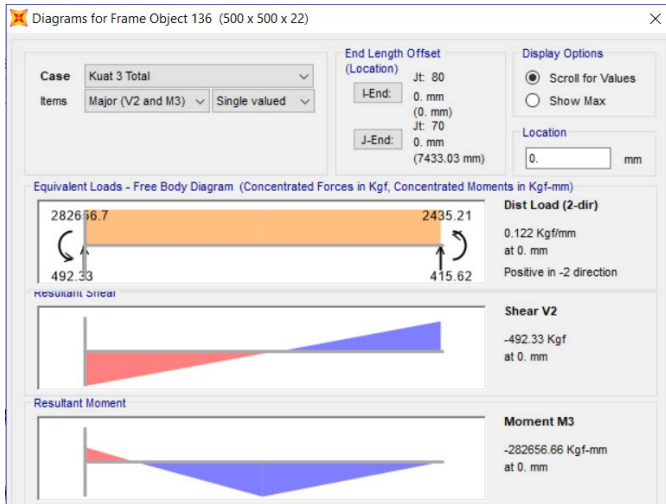 Diagrams for Frame Object 136 (500 x 500 x 22)
Case Kuat 3 Total
Items Major (V2 and M3) Single valued
End Length Offset
(Location)
Jt: 80
I-End: 0. mm
(0. mm)
Jt: 70
J-End: 0. mm
(7433.03 mm)
Display Options
Scroll for Values
Show Max
Location
0. mm
Equivalent Loads - Free Body Diagram (Concentrated Forces in Kgf, Concentrated Moments in Kgf-mm)
282656.7 2435.21
492.33 415.62
Dist Load (2-dir)
0.122 Kgf/mm
at 0. mm
Positive in -2 direction
Resultant Shear
Shear V2
-492.33 Kgf
at 0. mm
Resultant Moment
Moment M3
-282656.66 Kgf-mm
at 0. mm